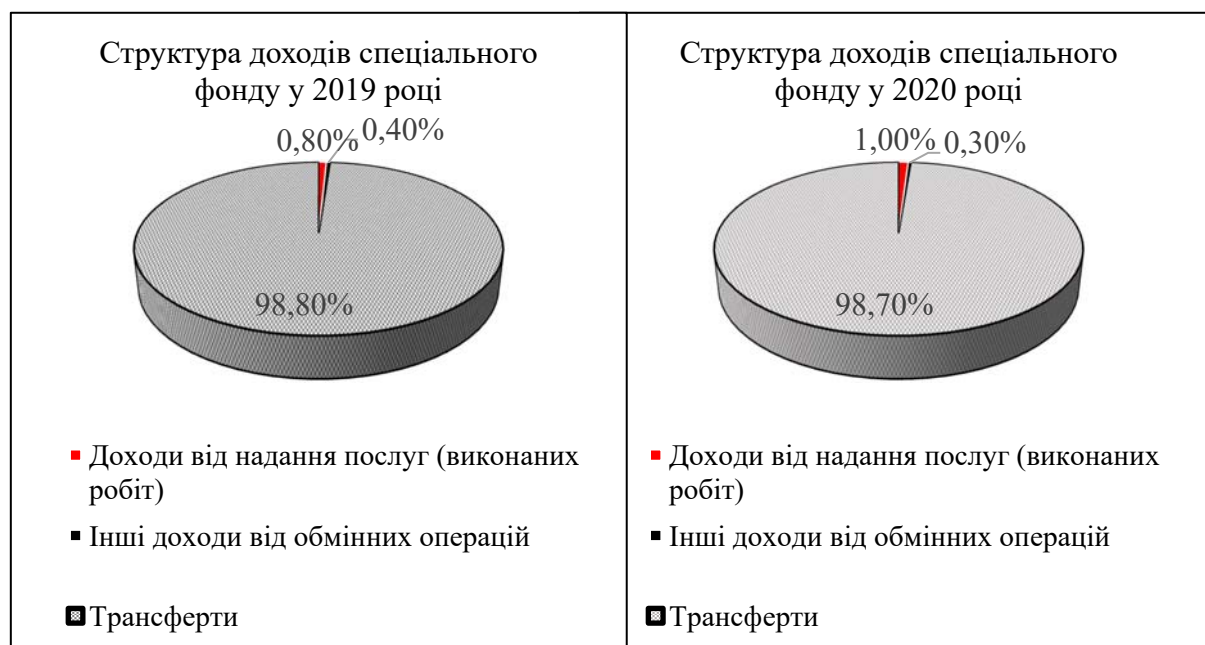 Структура доходів спеціального
фонду у 2019 році
0,80%
0,40%
98,80%
Доходи від надання послуг (виконаних
робіт)
Інші доходи від обмінних операцій
Трансферти
Структура доходів спеціального
фонду у 2020 році
1,00%
0,30%
98,70%
Доходи від надання послуг (виконаних
робіт)
Інші доходи від обмінних операцій
Трансферти